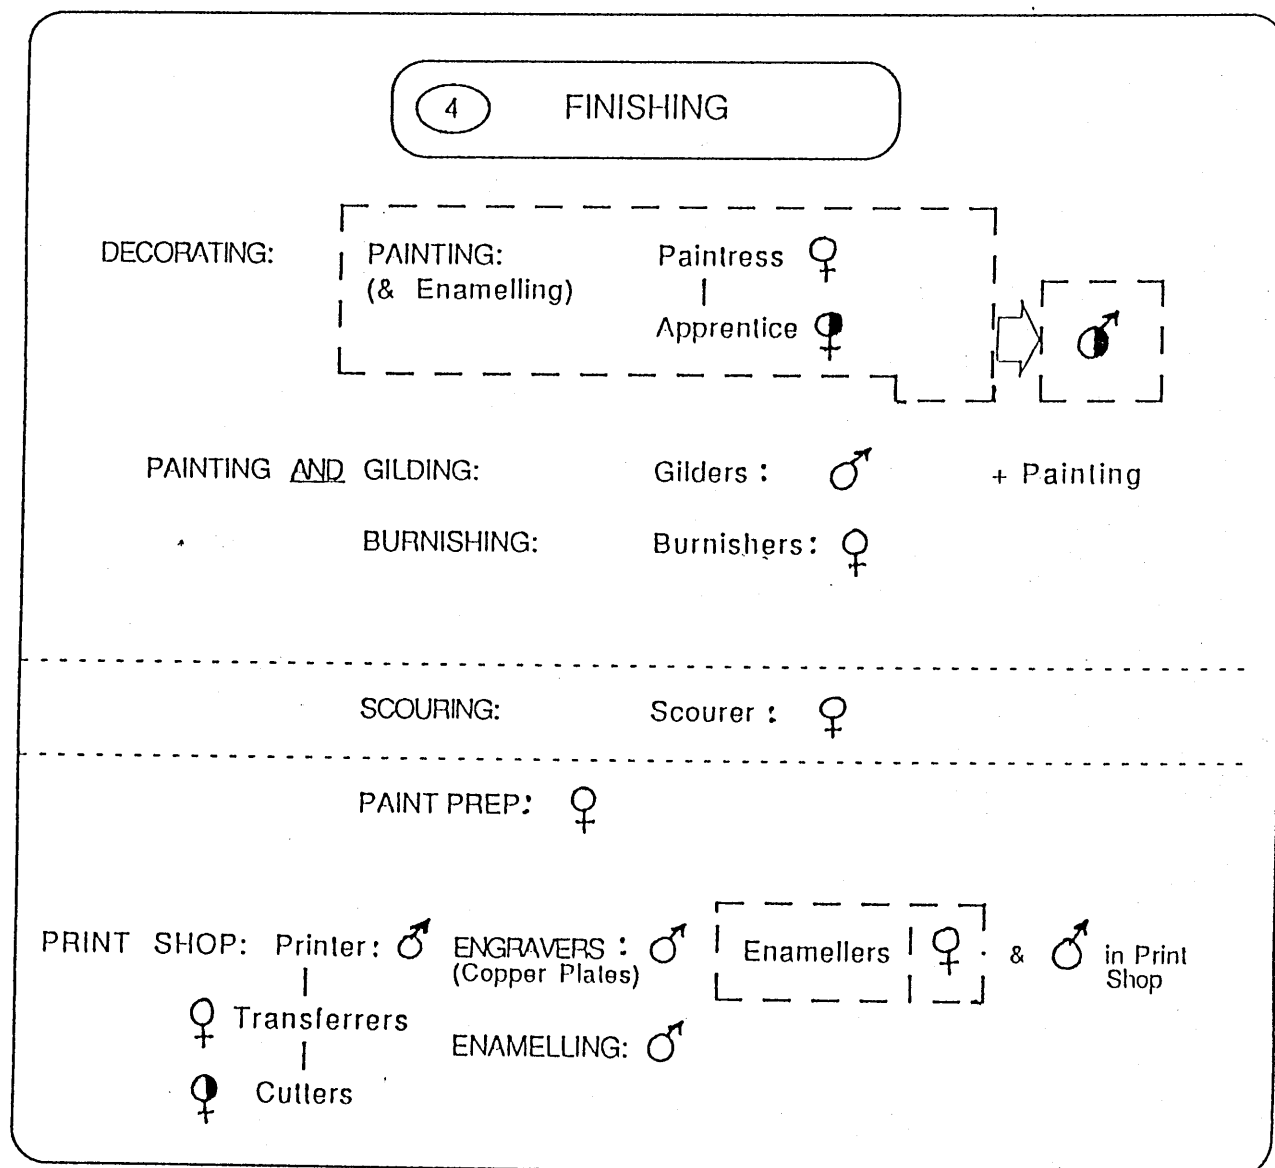 4 FINISHING
DECORATING: PAINTING: Paintress ♀
(& Enamelling)
Apprentice ♀
♂
PAINTING AND GILDING: Gilders : ♂ + Painting
BURNISHING: Burnishers: ♀
SCOURING: Scourer : ♀
PAINT PREP: ♀
PRINT SHOP: Printer: ♂ ENGRAVERS : ♂ Enamellers ♀ & ♂ in Print
(Copper Plates) Shop
♀ Transferrers
ENAMELLING: ♂
♀ Cutters